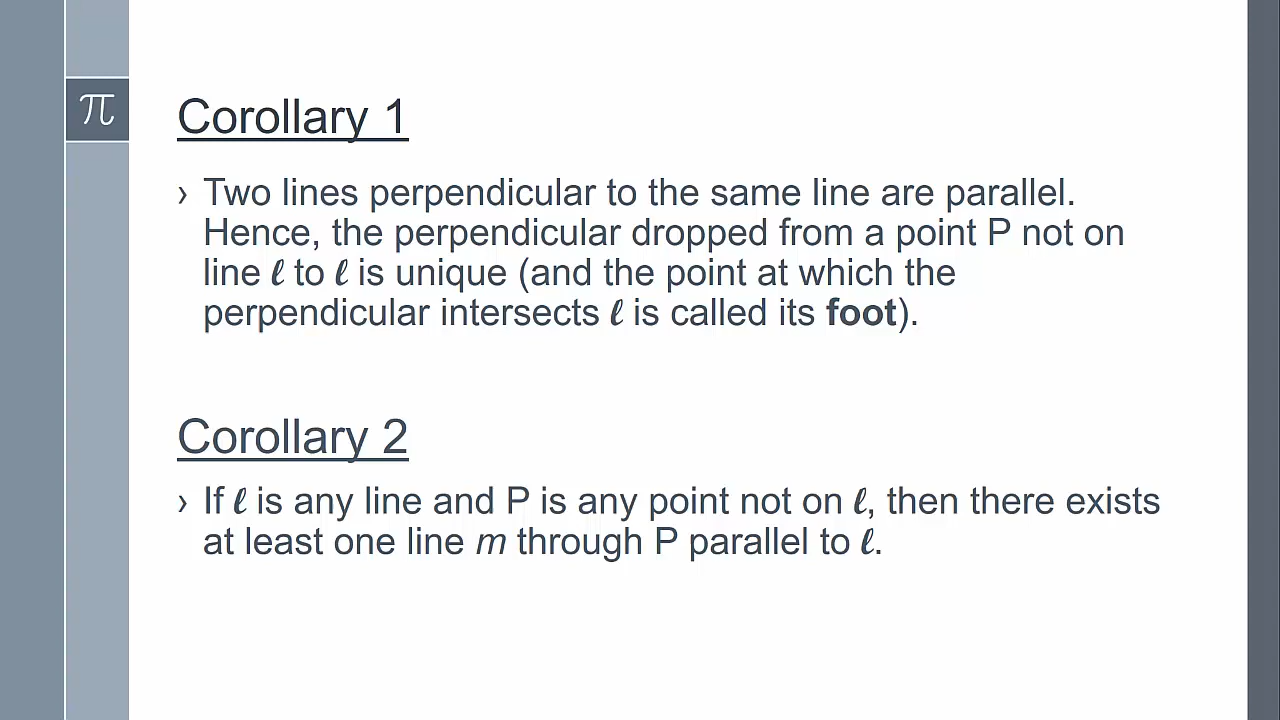 π
Corollary 1
› Two lines perpendicular to the same line are parallel.
Hence, the perpendicular dropped from a point P not on
line ℓ to ℓ is unique (and the point at which the
perpendicular intersects ℓ is called its foot).
Corollary 2
› If ℓ is any line and P is any point not on ℓ, then there exists
at least one line m through P parallel to ℓ.